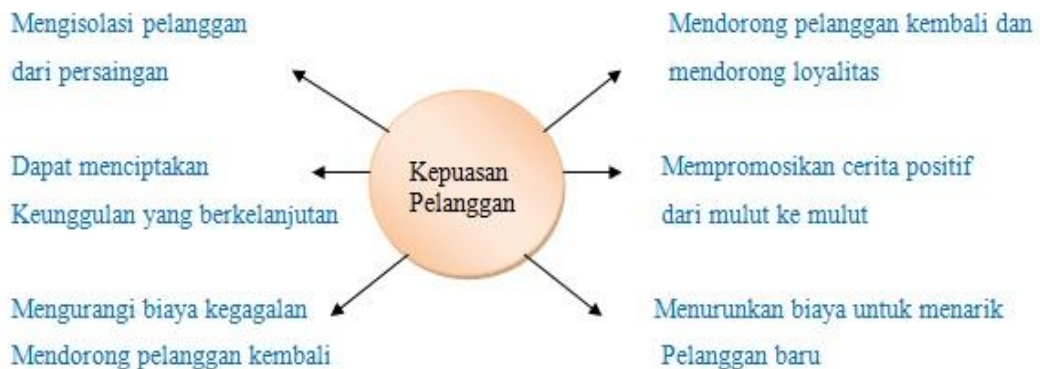 Mengisolasi pelanggan
dari persaingan
Dapat menciptakan
Keunggulan yang berkelanjutan
Mengurangi biaya kegagalan
Mendorong pelanggan kembali
Kepuasan
Pelanggan
Mendorong pelanggan kembali dan
mendorong loyalitas
Mempromosikan cerita positif
dari mulut ke mulut
Menurunkan biaya untuk menarik
Pelanggan baru